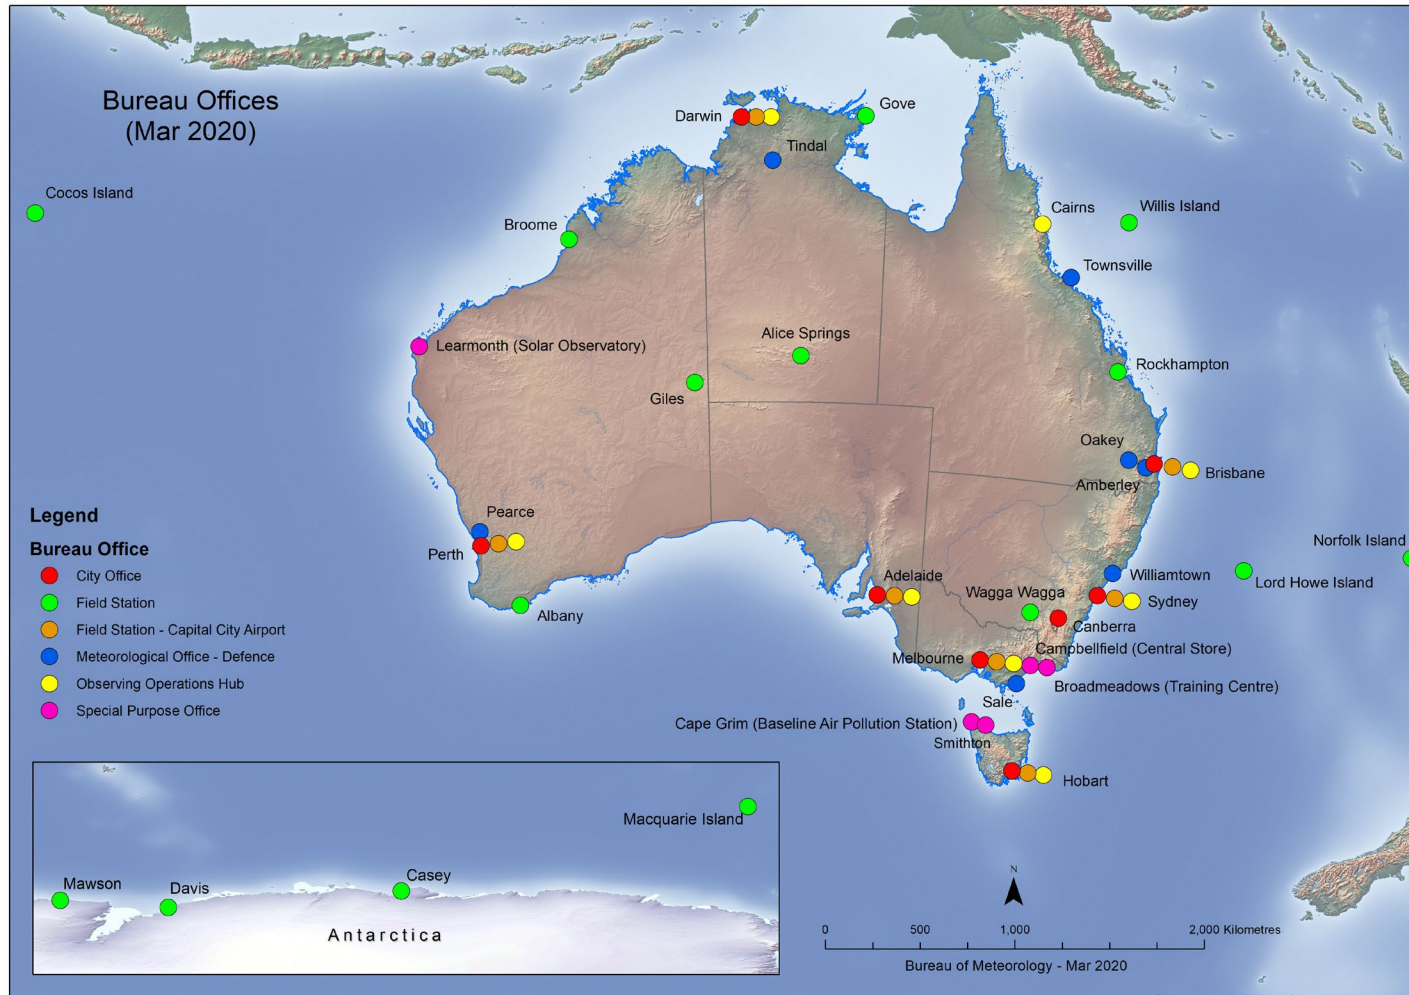 Bureau Offices
(Mar 2020)
Darwin
Gove
Tindal
Cocos Island
Broome
Cairns
Willis Island
Townsville
Learmonth (Solar Observatory)
Alice Springs
Giles
Rockhampton
Oakey
Amberley
Brisbane
Pearce
Perth
Albany
Adelaide
Wagga Wagga
Williamtown
Sydney
Canberra
Norfolk Island
Lord Howe Island
Melbourne
Campbellfield (Central Store)
Broadmeadows (Training Centre)
Sale
Cape Grim (Baseline Air Pollution Station)
Smithton
Hobart
Legend
Bureau Office
City Office
Field Station
Field Station - Capital City Airport
Meteorological Office - Defence
Observing Operations Hub
Special Purpose Office
Macquarie Island
Mawson
Davis
Casey
Antarctica
N
0 500 1,000 2,000 Kilometres
Bureau of Meteorology - Mar 2020